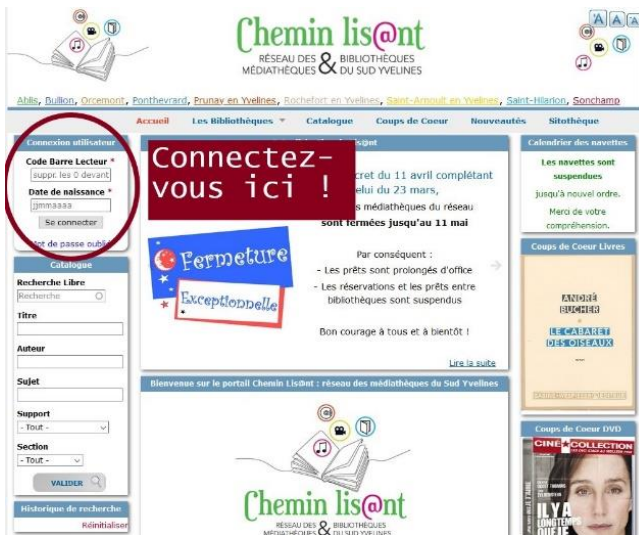 Chemin lis@nt
RÉSEAU DES & BIBLIOTHÈQUES
MÉDIATHÈQUES & DU SUD YVELINES
A A A
Ablis, Bullion, Orcemont, Ponthevrard, Prunay en Yvelines, Rochefort en Yvelines, Saint-Arnoult en Yvelines, Saint-Hilarion, Sonchamp
Accueil Les Bibliothèques Catalogue Coups de Coeur Nouveautés Sitothèque
Connexion utilisateur
Code Barre Lecteur *
suppr. les 0 devant
Date de naissance *
jjmmaaaa
Se connecter
Mot de passe oublié
Catalogue
Recherche Libre
Recherche
Titre
Auteur
Sujet
Support
- Tout -
Section
- Tout -
VALIDER
Historique de recherche
Réinitialiser
Connectez-
vous ici !
cret du 11 avril complétant
elui du 23 mars,
s médiathèques du réseau
sont fermées jusqu'au 11 mai
Fermeture
Exceptionnelle
Par conséquent :
- Les prêts sont prolongés d'office
- Les réservations et les prêts entre
bibliothèques sont suspendus
Bon courage à tous et à bientôt !
Lire la suite
Bienvenue sur le portail Chemin Lis@nt : réseau des médiathèques du Sud Yvelines
Chemin lis@nt
RÉSEAU DES & BIBLIOTHÈQUES
MÉDIATHÈQUES & DU SUD YVELINES
Calendrier des navettes
Les navettes sont
suspendues
jusqu'à nouvel ordre.
Merci de votre
compréhension.
Coups de Coeur Livres
ANDRÉ
BUCHER
LE CABARET
DES OISEAUX
Coups de Coeur DVD
CINÉ COLLECTION
IL Y A
LONGTEMPS
QUE JE